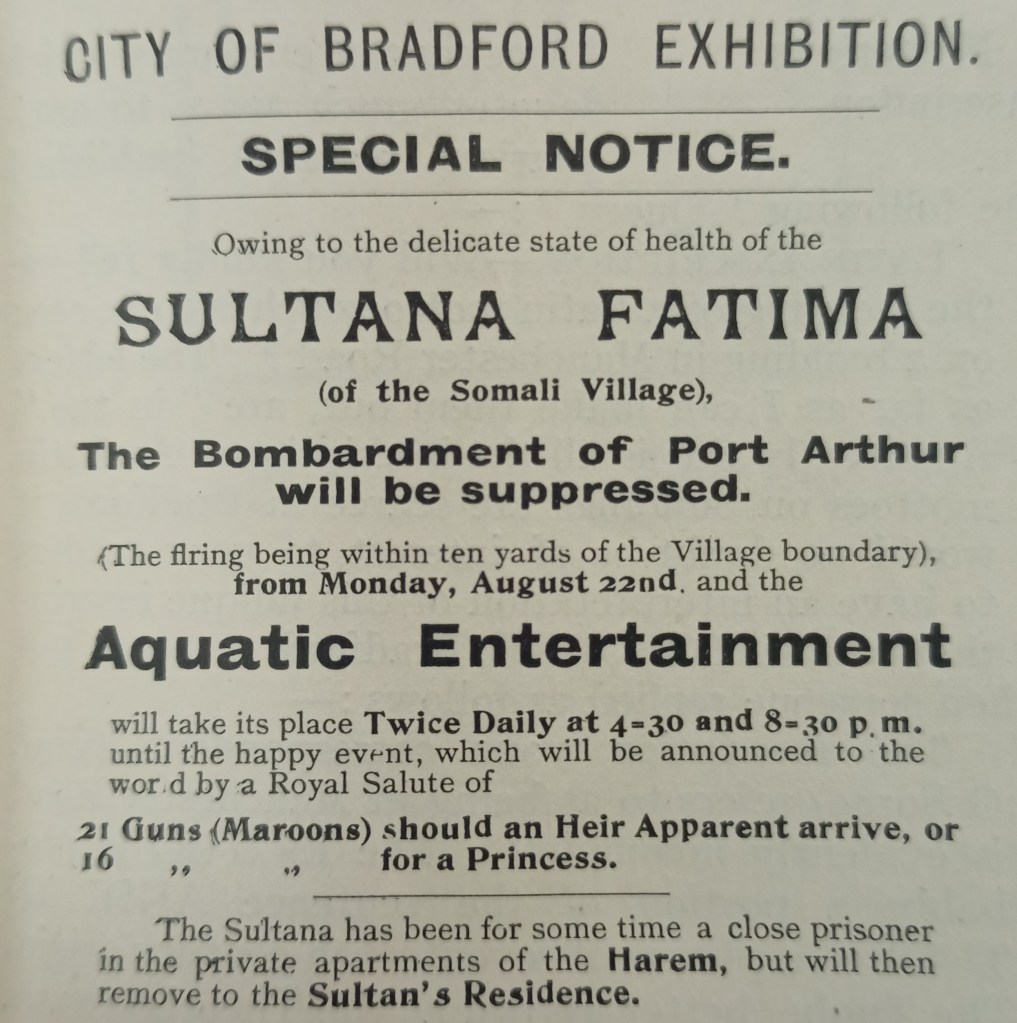 CITY OF BRADFORD EXHIBITION.
SPECIAL NOTICE.
Owing to the delicate state of health of the
SULTANA FATIMA
(of the Somali Village),
The Bombardment of Port Arthur
will be suppressed.
(The firing being within ten yards of the Village boundary),
from Monday, August 22nd. and the
Aquatic Entertainment
will take its place Twice Daily at 4-30 and 8-30 p.m.
until the happy event, which will be announced to the
wor.d by a Royal Salute of
21 Guns (Maroons) should an Heir Apparent arrive, or
16 „ „ for a Princess.
The Sultana has been for some time a close prisoner
in the private apartments of the Harem, but will then
remove to the Sultan's Residence.